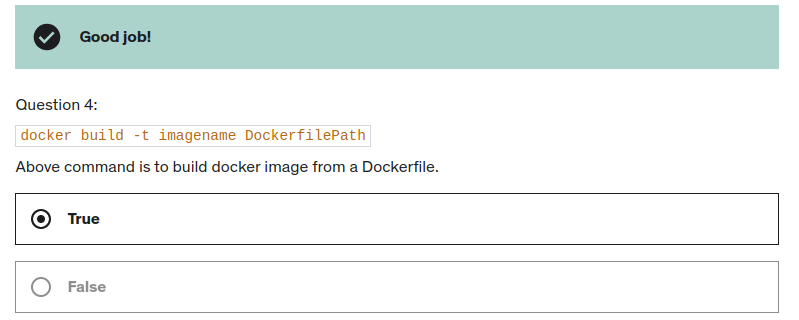 Good job!
Question 4:
docker build -t imagename DockerfilePath
Above command is to build docker image from a Dockerfile.
True
False